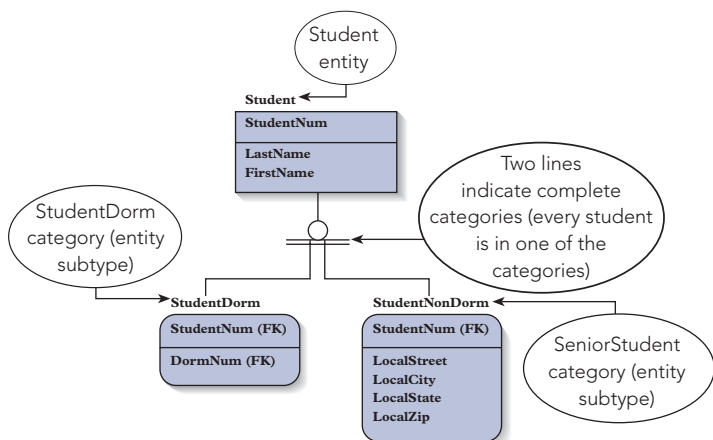 Student
entity
Student
StudentNum
LastName
FirstName
Two lines
indicate complete
categories (every student
is in one of the
categories)
StudentDorm
category (entity
subtype)
StudentDorm
StudentNum (FK)
DormNum (FK)
StudentNonDorm
StudentNum (FK)
LocalStreet
LocalCity
LocalState
LocalZip
SeniorStudent
category (entity
subtype)